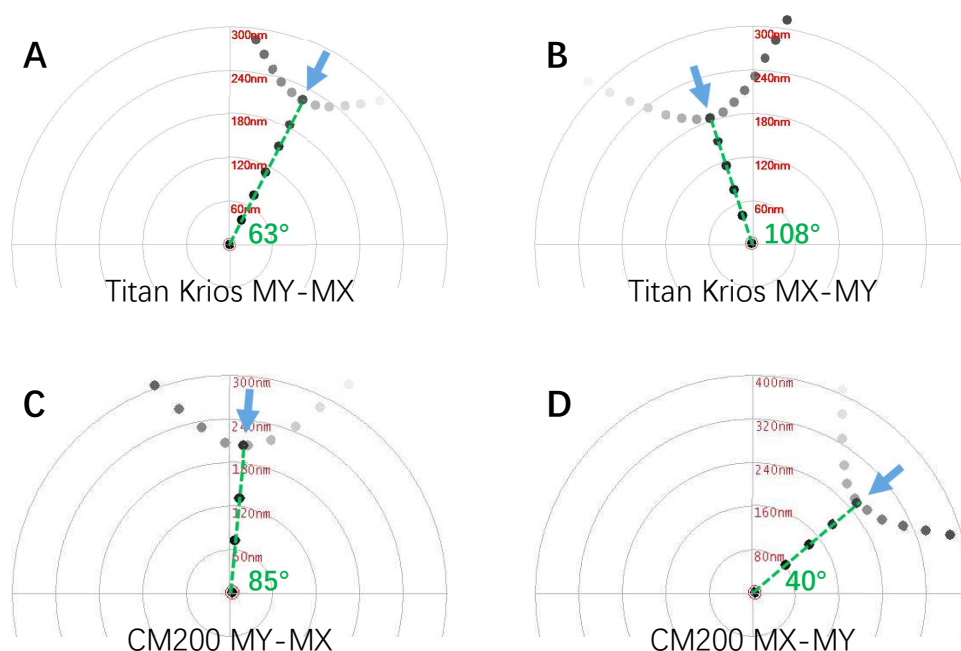 A
300nm
240nm
180nm
120nm
60nm
63°
Titan Krios MY-MX
B
300nm
240nm
180nm
120nm
60nm
108°
Titan Krios MX-MY
C
300nm
240nm
180nm
120nm
60nm
85°
CM200 MY-MX
D
400nm
320nm
240nm
160nm
80nm
40°
CM200 MX-MY